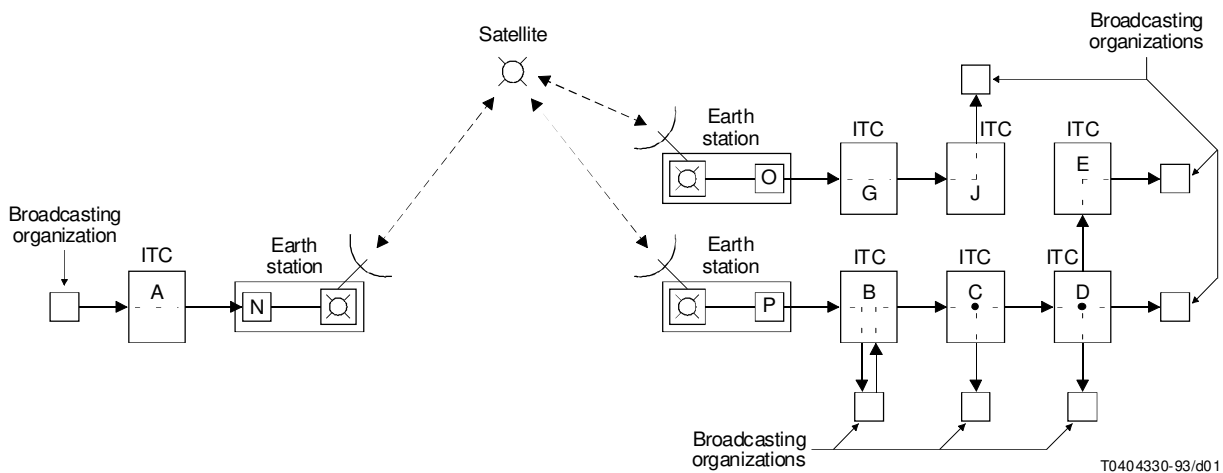 Broadcasting
organizations
Satellite
Earth
station
ITC
ITC
ITC
O
G
J
E
Broadcasting
organization
ITC
A
Earth
station
N
Earth
station
P
ITC
B
ITC
C
ITC
D
Broadcasting
organizations
T0404330-93/d01